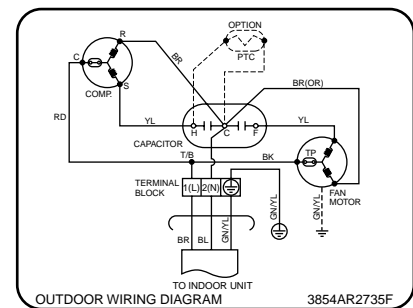 OPTION
PTC
R
C
S
COMP.
BR
BR(OR)
RD
YL
H
C
F
YL
CAPACITOR
T/B
BK
TP
TERMINAL
BLOCK
1(L)
2(N)
GN/YL
GN/YL
FAN
MOTOR
BR
BL
GN/YL
TO INDOOR UNIT
OUTDOOR WIRING DIAGRAM
3854AR2735F